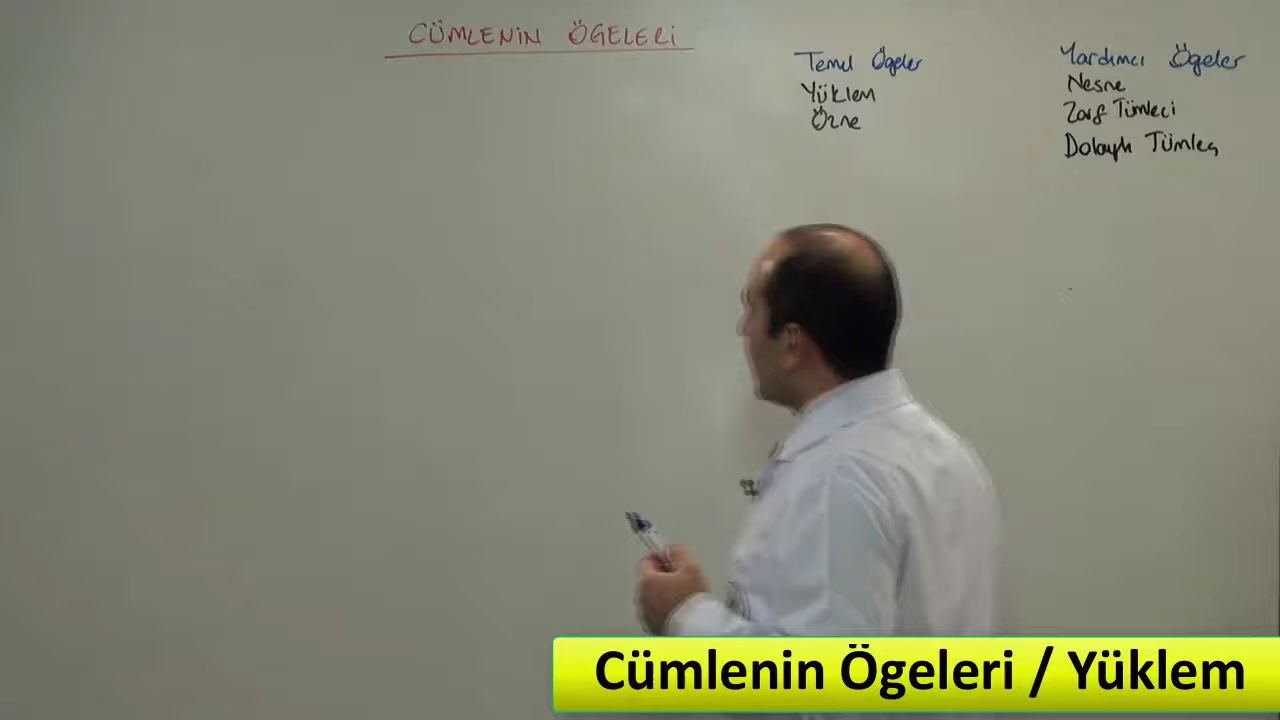 CÜMLENİN ÖGELERİ
Temel Ögeler
Yüklem
Özne
Yardımcı Ögeler
Nesne
Zarf Tümleci
Dolaylı Tümleç
Cümlenin Ögeleri / Yüklem